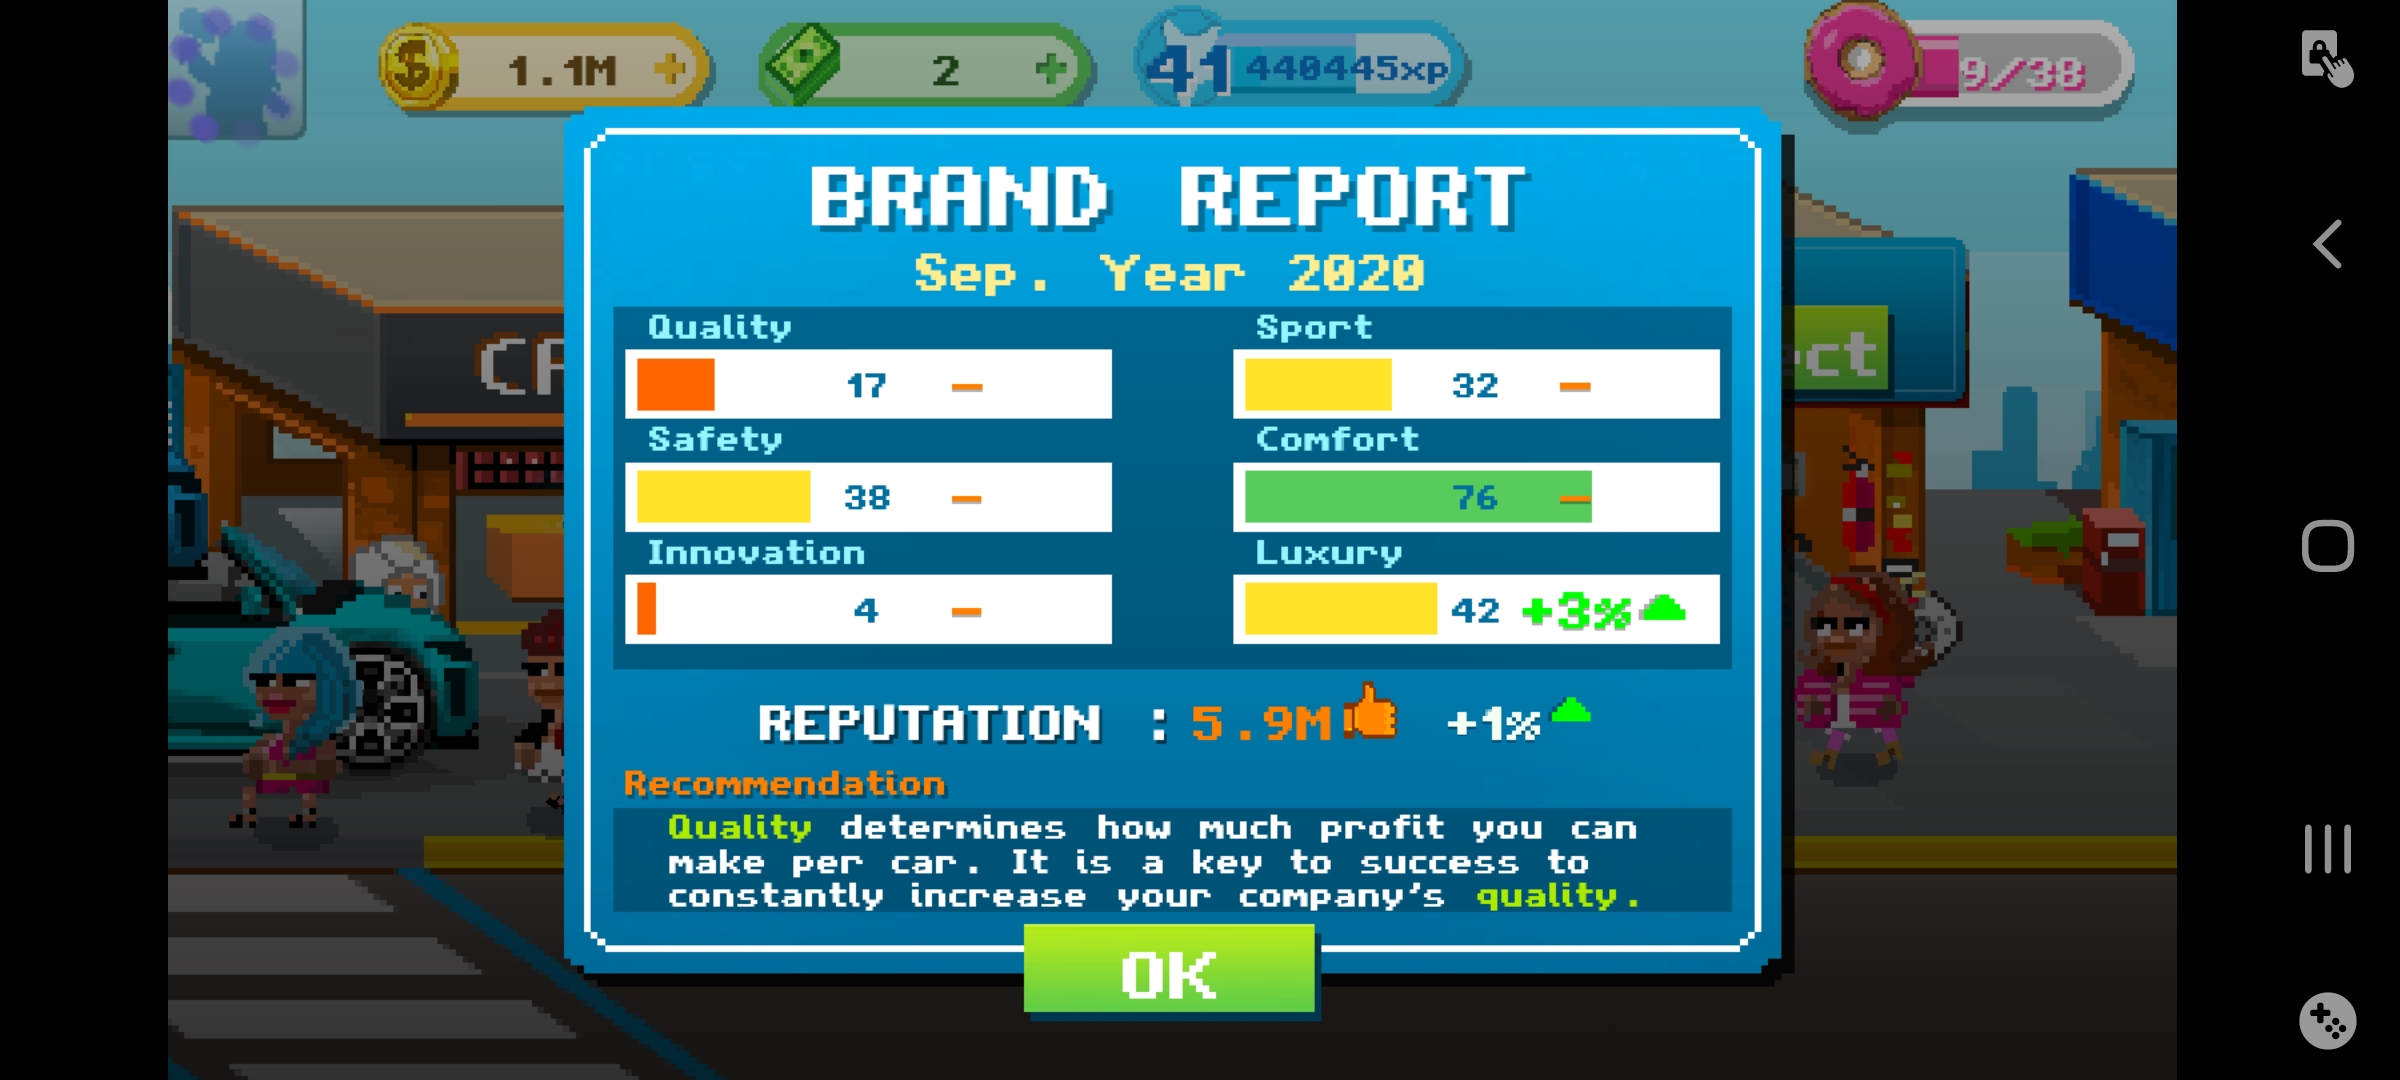 1.1M +
2 +
41 440445xp
9/38
BRAND REPORT
Sep. Year 2020
Quality
17 -
Sport
32 -
Safety
38 -
Comfort
76 -
Innovation
4 -
Luxury
42 +3%
REPUTATION : 5.9M +1%
Recommendation
Quality determines how much profit you can
make per car. It is a key to success to
constantly increase your company's quality.
OK